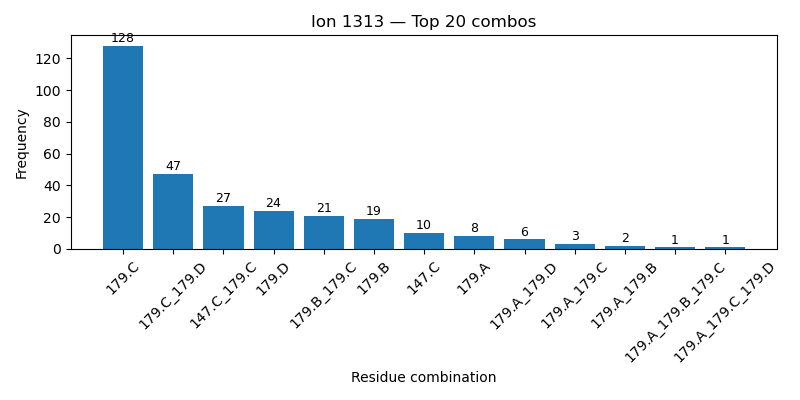 Ion 1313 — Top 20 combos
Frequency
120
100
80
60
40
20
0
128
47
27
24
21
19
10
8
6
3
2
1
1
179.C
179.C_179.D
147.C_179.C
179.D
179.B_179.C
179.B
147.C
179.A
179.A_179.D
179.A_179.C
179.A_179.B
179.A_179.B_179.C
179.A_179.C_179.D
Residue combination